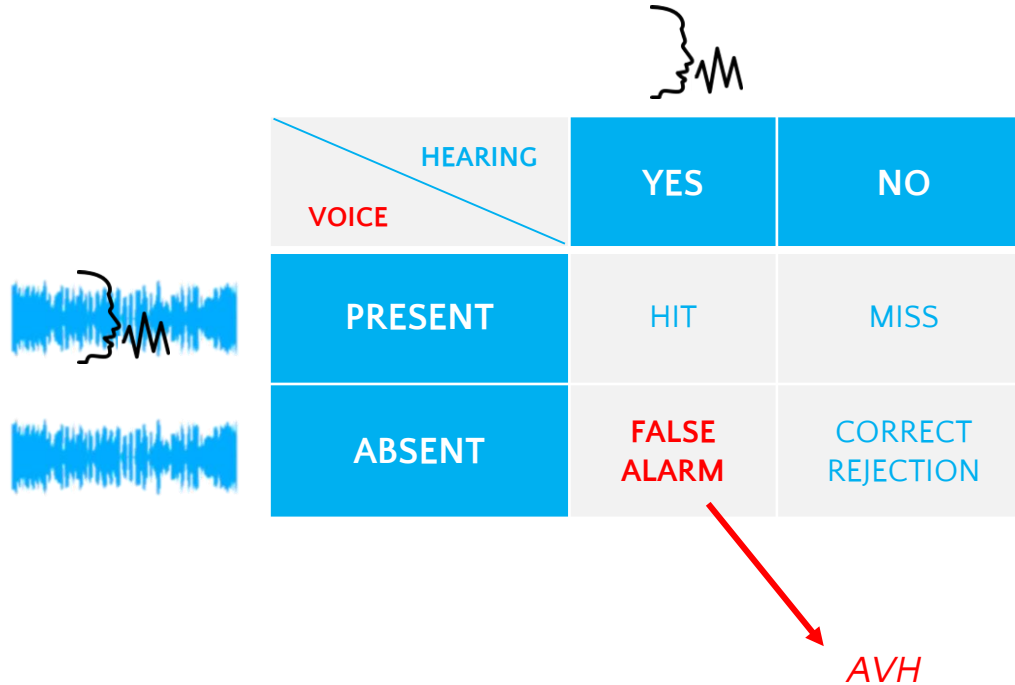 HEARING
VOICE
YES
NO
PRESENT
HIT
MISS
ABSENT
FALSE
ALARM
CORRECT
REJECTION
AVH